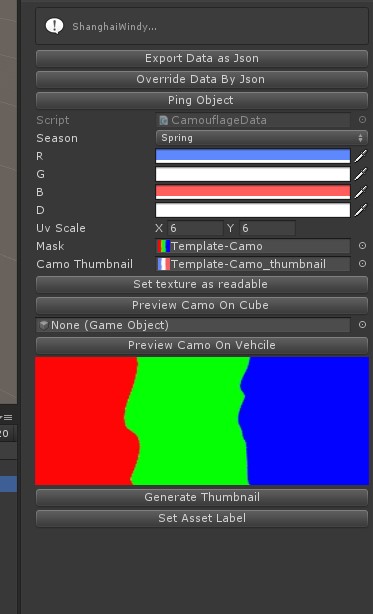 ShanghaiWindy...
Export Data as Json
Override Data By Json
Ping Object
Script CamouflageData
Season Spring
R
G
B
D
Uv Scale X 6 Y 6
Mask Template-Camo
Camo Thumbnail Template-Camo_thumbnail
Set texture as readable
Preview Camo On Cube
None (Game Object)
Preview Camo On Vehcile
20
Generate Thumbnail
Set Asset Label